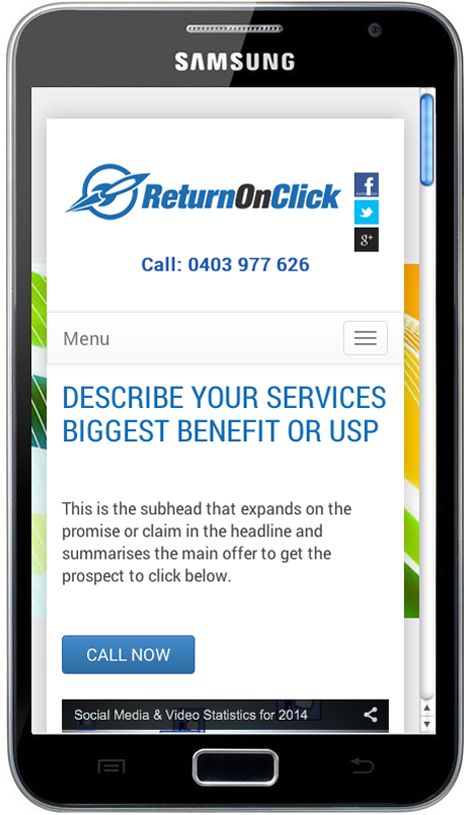 SAMSUNG
ReturnOnClick
f
g+
Call: 0403 977 626
Menu
DESCRIBE YOUR SERVICES
BIGGEST BENEFIT OR USP
This is the subhead that expands on the
promise or claim in the headline and
summarises the main offer to get the
prospect to click below.
CALL NOW
Social Media & Video Statistics for 2014